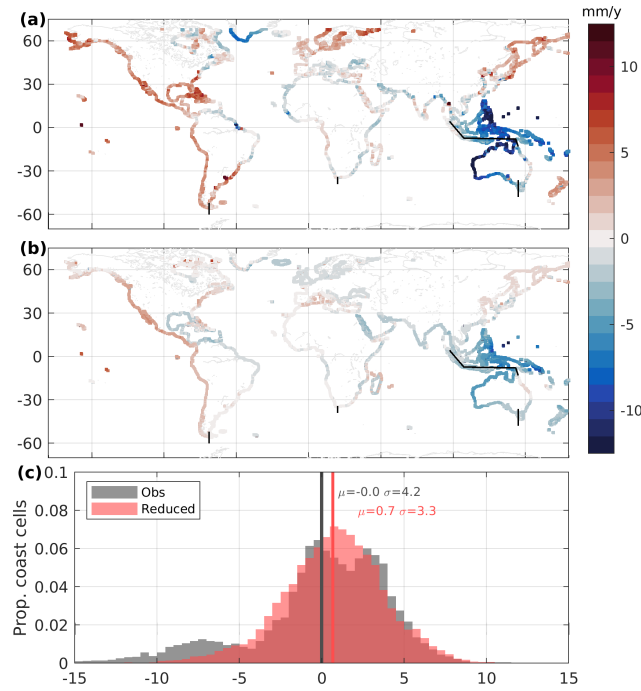 mm/y
(a)
60
30
0
-30
-60
10
5
0
-5
-10
(b)
60
30
0
-30
-60
(c)
0.1
0.08
0.06
0.04
0.02
0
Prop. coast cells
Obs
Reduced
μ=-0.0 σ=4.2
μ=0.7 σ=3.3
-15 -10 -5 0 5 10 15